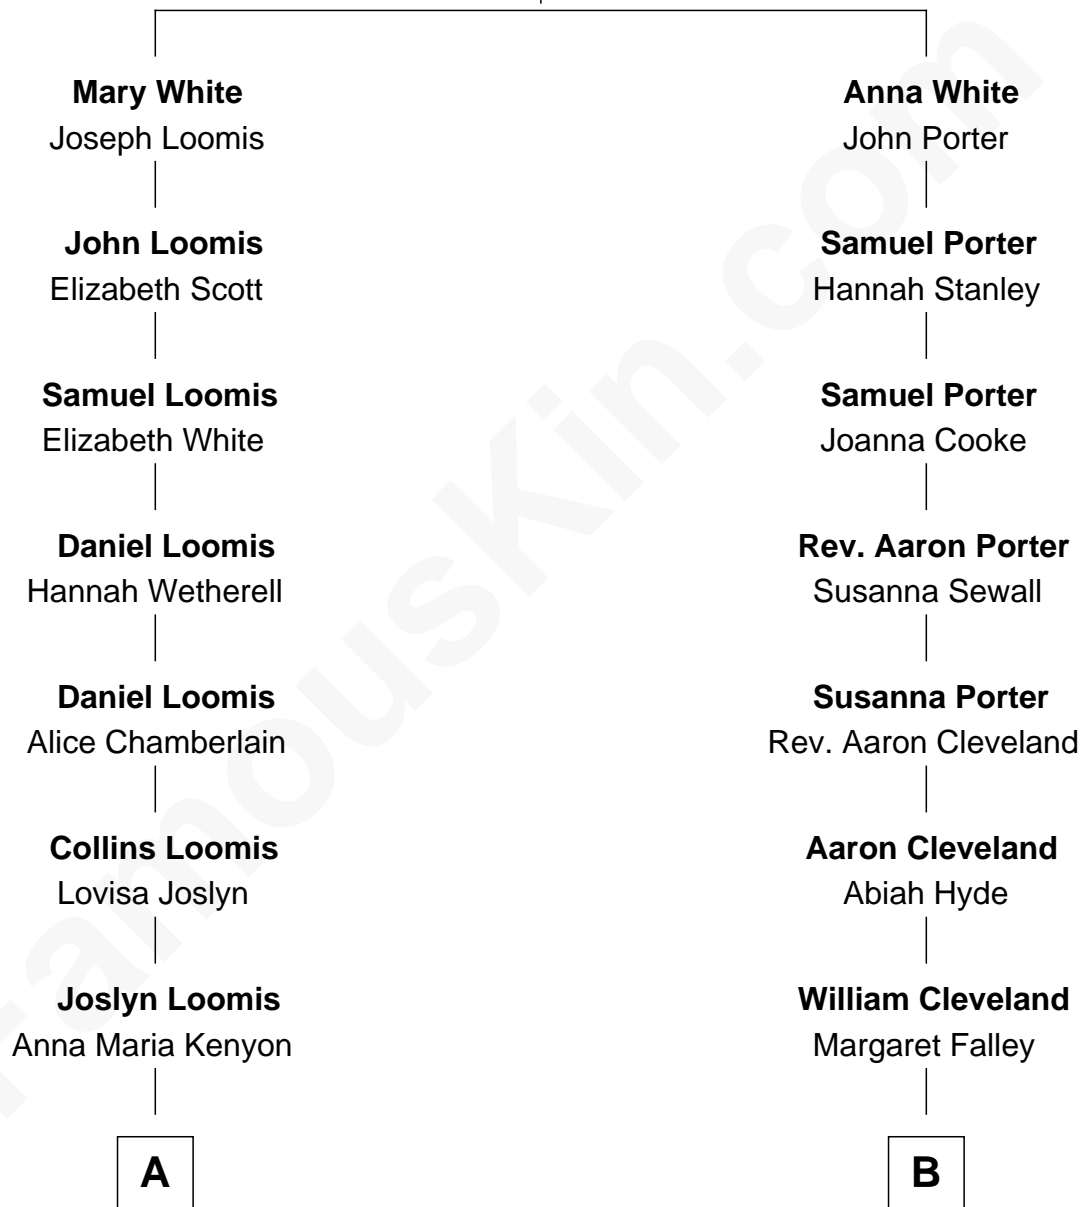 Mary White
Joseph Loomis
John Loomis
Elizabeth Scott
Samuel Loomis
Elizabeth White
Daniel Loomis
Hannah Wetherell
Daniel Loomis
Alice Chamberlain
Collins Loomis
Lovisa Joslyn
Joslyn Loomis
Anna Maria Kenyon
A
Anna White
John Porter
Samuel Porter
Hannah Stanley
Samuel Porter
Joanna Cooke
Rev. Aaron Porter
Susanna Sewall
Susanna Porter
Rev. Aaron Cleveland
Aaron Cleveland
Abiah Hyde
William Cleveland
Margaret Falley
B
FamousKin.com